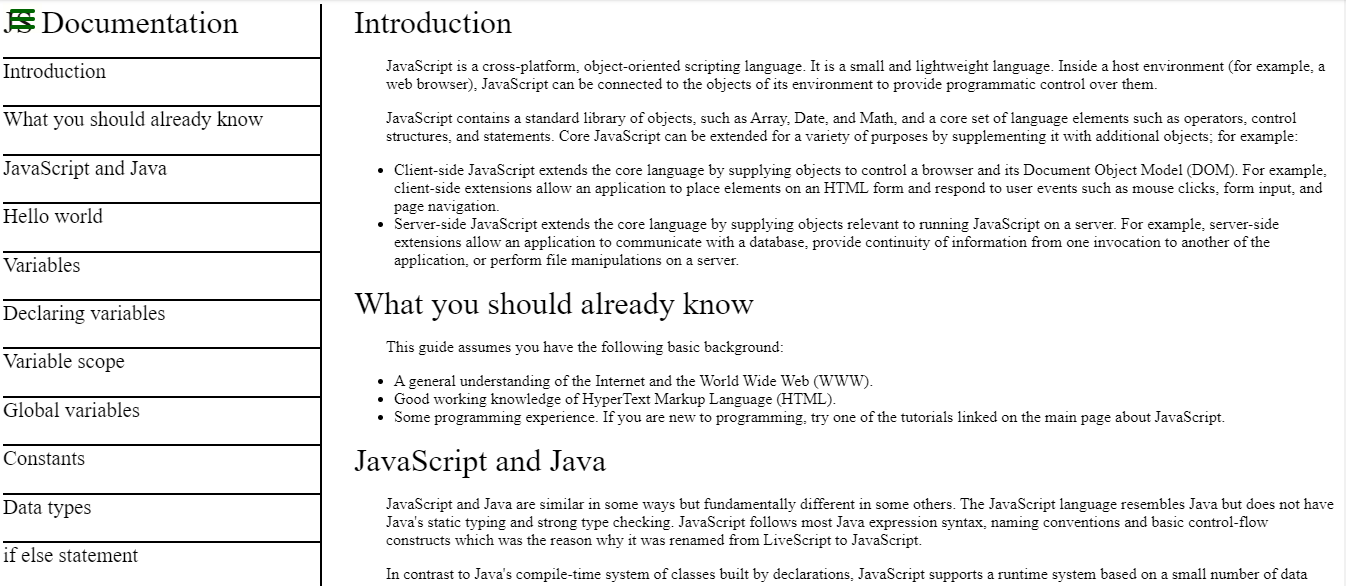 JS Documentation
Introduction
What you should already know
JavaScript and Java
Hello world
Variables
Declaring variables
Variable scope
Global variables
Constants
Data types
if else statement
Introduction
JavaScript is a cross-platform, object-oriented scripting language. It is a small and lightweight language. Inside a host environment (for example, a
web browser), JavaScript can be connected to the objects of its environment to provide programmatic control over them.
JavaScript contains a standard library of objects, such as Array, Date, and Math, and a core set of language elements such as operators, control
structures, and statements. Core JavaScript can be extended for a variety of purposes by supplementing it with additional objects; for example:
• Client-side JavaScript extends the core language by supplying objects to control a browser and its Document Object Model (DOM). For example,
client-side extensions allow an application to place elements on an HTML form and respond to user events such as mouse clicks, form input, and
page navigation.
• Server-side JavaScript extends the core language by supplying objects relevant to running JavaScript on a server. For example, server-side
extensions allow an application to communicate with a database, provide continuity of information from one invocation to another of the
application, or perform file manipulations on a server.
What you should already know
This guide assumes you have the following basic background:
• A general understanding of the Internet and the World Wide Web (WWW).
• Good working knowledge of HyperText Markup Language (HTML).
• Some programming experience. If you are new to programming, try one of the tutorials linked on the main page about JavaScript.
JavaScript and Java
JavaScript and Java are similar in some ways but fundamentally different in some others. The JavaScript language resembles Java but does not have
Java's static typing and strong type checking. JavaScript follows most Java expression syntax, naming conventions and basic control-flow
constructs which was the reason why it was renamed from LiveScript to JavaScript.
In contrast to Java's compile-time system of classes built by declarations, JavaScript supports a runtime system based on a small number of data